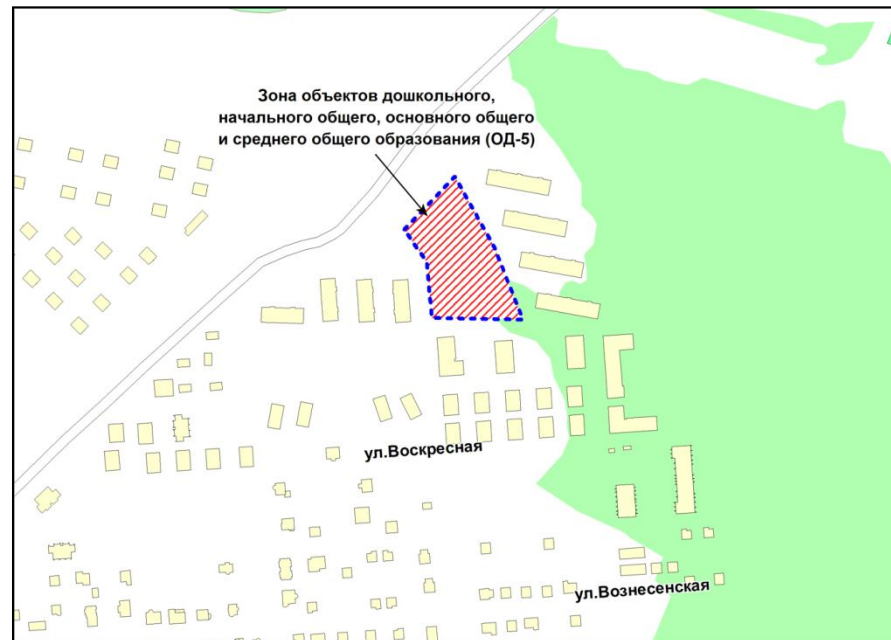 Зона объектов дошкольного,
начального общего, основного общего
и среднего общего образования (ОД-5)
ул.Воскресная
ул.Вознесенская